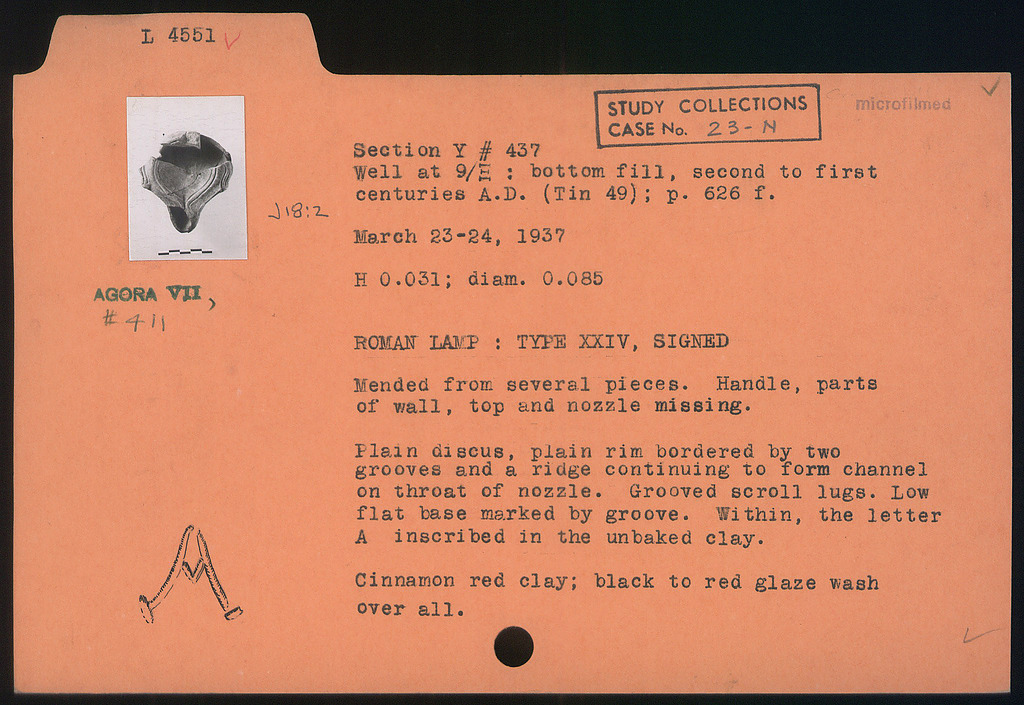 L 4551
STUDY COLLECTIONS
CASE No. 23-N
microfilmed
Section Y # 437
Well at 9/ : bottom fill, second to first
centuries A.D. (Tin 49); p. 626 f.
J18:2
March 23-24, 1937
H 0.031; diam. 0.085
AGORA VII,
# 411
ROMAN LAMP : TYPE XXIV, SIGNED
Mended from several pieces. Handle, parts
of wall, top and nozzle missing.
Plain discus, plain rim bordered by two
grooves and a ridge continuing to form channel
on throat of nozzle. Grooved scroll lugs. Low
flat base marked by groove. Within, the letter
A inscribed in the unbaked clay.
A
Cinnamon red clay; black to red glaze wash
over all.